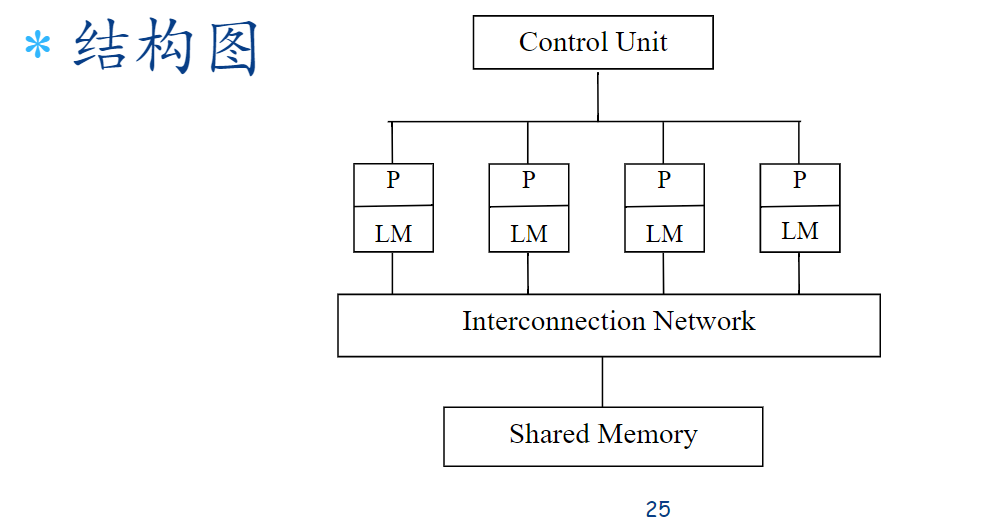 * 结构图
Control Unit
P P P P
LM LM LM LM
Interconnection Network
Shared Memory
25